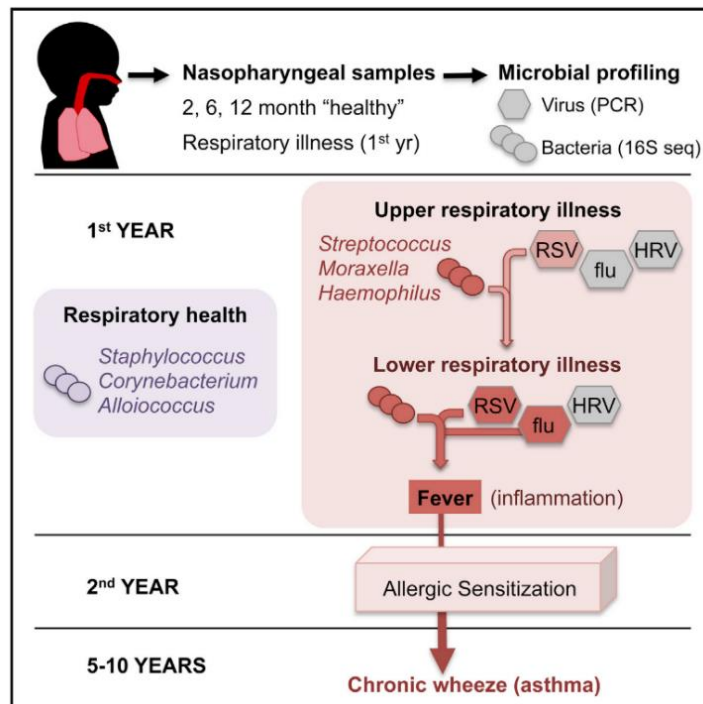 Nasopharyngeal samples
2, 6, 12 month “healthy”
Respiratory illness (1st yr)
Microbial profiling
Virus (PCR)
Bacteria (16S seq)
1st YEAR
Respiratory health
Staphylococcus
Corynebacterium
Alloiococcus
Upper respiratory illness
Streptococcus
Moraxella
Haemophilus
RSV
flu
HRV
Lower respiratory illness
RSV
flu
HRV
Fever (inflammation)
2nd YEAR
Allergic Sensitization
5-10 YEARS
Chronic wheeze (asthma)